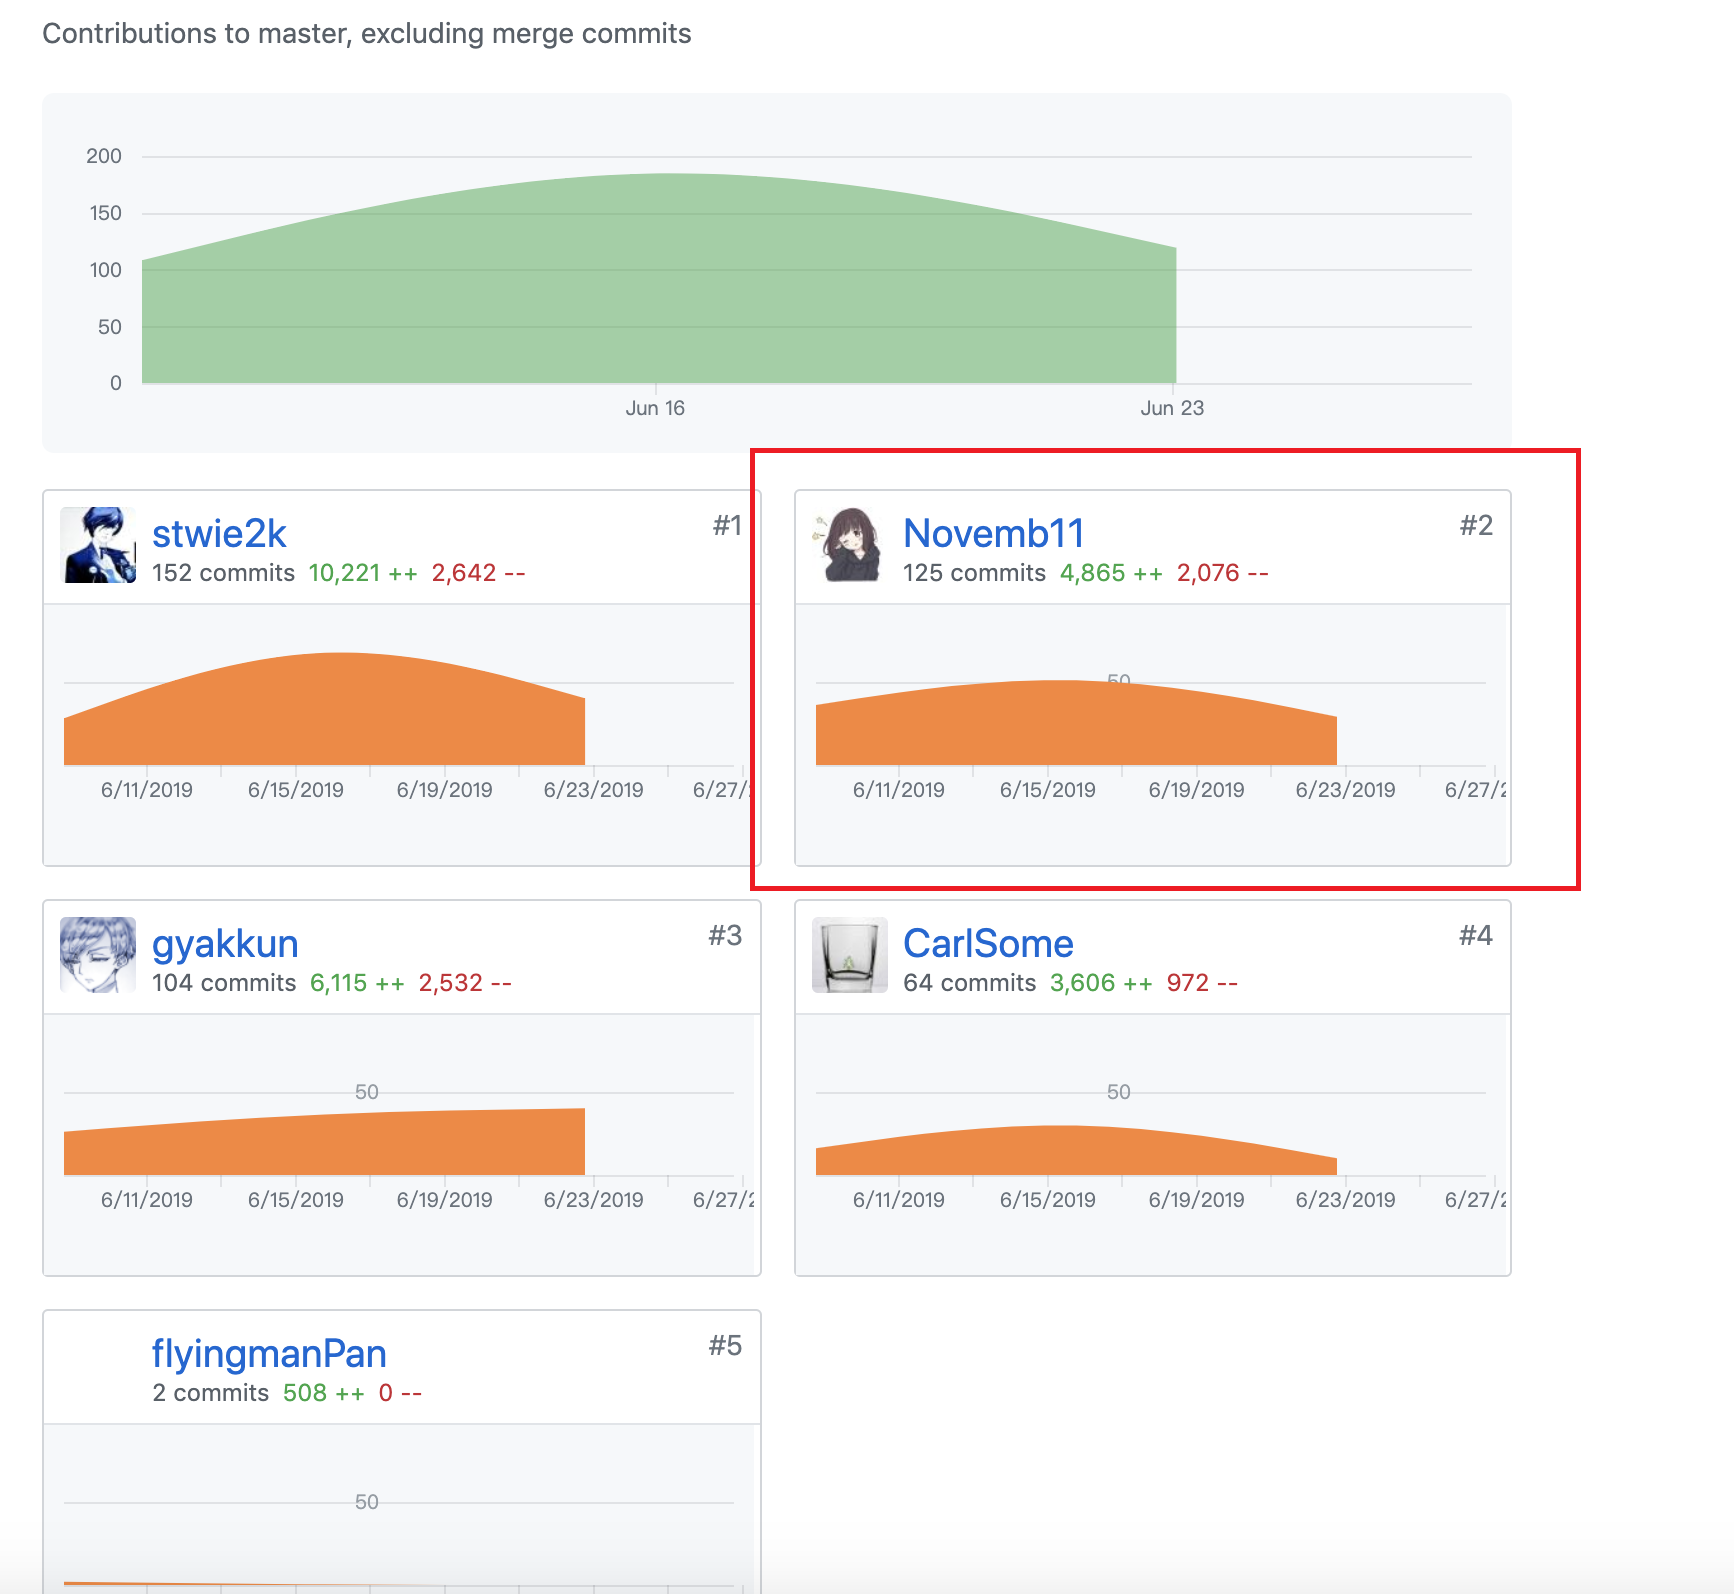 Contributions to master, excluding merge commits
200
150
100
50
0
Jun 16 Jun 23
stwie2k #1
152 commits 10,221 ++ 2,642 --
6/11/2019 6/15/2019 6/19/2019 6/23/2019 6/27/
Novemb11 #2
125 commits 4,865 ++ 2,076 --
50
6/11/2019 6/15/2019 6/19/2019 6/23/2019 6/27/2
gyakkun #3
104 commits 6,115 ++ 2,532 --
50
6/11/2019 6/15/2019 6/19/2019 6/23/2019 6/27/2
CarlSome #4
64 commits 3,606 ++ 972 --
50
6/11/2019 6/15/2019 6/19/2019 6/23/2019 6/27/2
flyingmanPan #5
2 commits 508 ++ 0 --
50